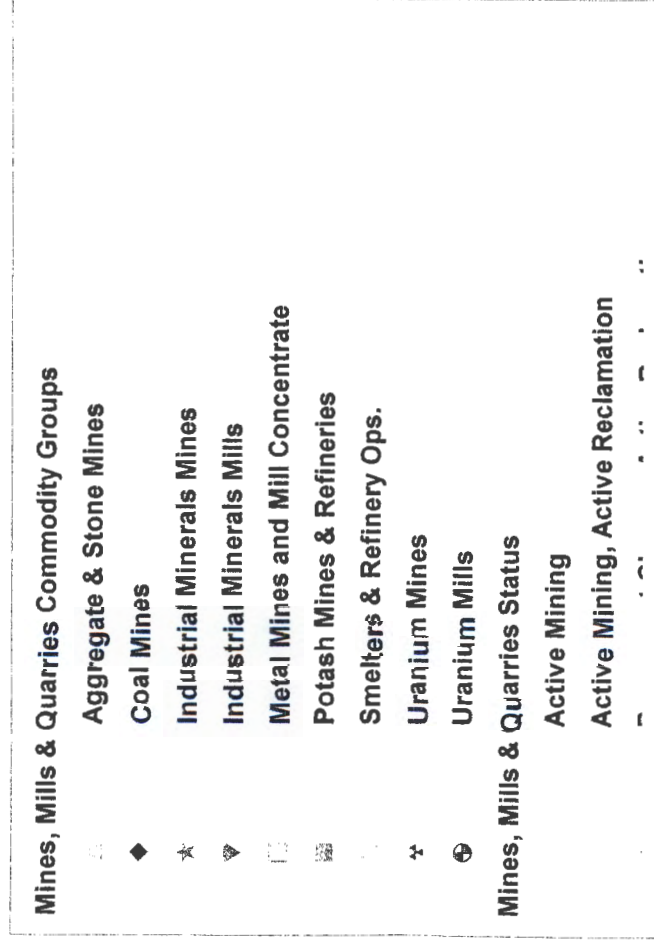 Mines, Mills & Quarries Commodity Groups
Aggregate & Stone Mines
Coal Mines
Industrial Minerals Mines
Industrial Minerals Mills
Metal Mines and Mill Concentrate
Potash Mines & Refineries
Smelters & Refinery Ops.
Uranium Mines
Uranium Mills
Mines, Mills & Quarries Status
Active Mining
Active Mining, Active Reclamation